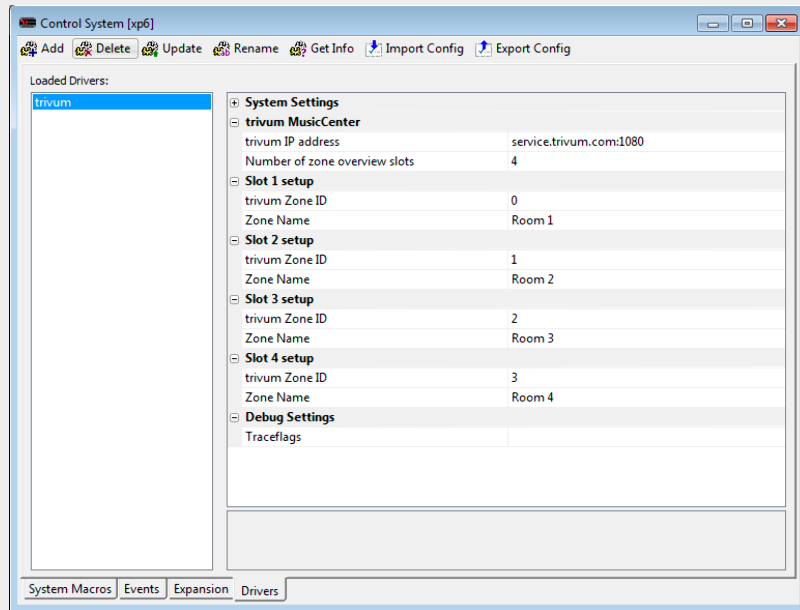 Control System [xp6]
Add Delete Update Rename Get Info Import Config Export Config
Loaded Drivers:
trivum
System Settings
trivum MusicCenter
trivum IP address service.trivum.com:1080
Number of zone overview slots 4
Slot 1 setup
trivum Zone ID 0
Zone Name Room 1
Slot 2 setup
trivum Zone ID 1
Zone Name Room 2
Slot 3 setup
trivum Zone ID 2
Zone Name Room 3
Slot 4 setup
trivum Zone ID 3
Zone Name Room 4
Debug Settings
Traceflags
System Macros Events Expansion Drivers